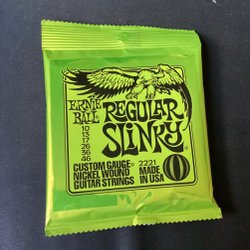 ERNIE
BALL
REGULAR
SLINKY
10
13
17
26
36
46
CUSTOM GAUGE®
NICKEL WOUND
GUITAR STRINGS
2221
MADE
IN USA